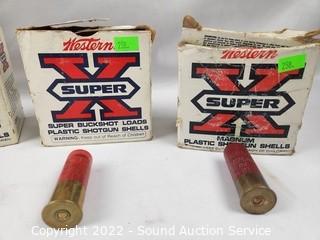 Western
SUPER
X
SUPER BUCKSHOT LOADS
PLASTIC SHOTGUN SHELLS
WARNING: Keep out of Reach of Children!
Western
SUPER
X
MAGNUM
PLASTIC SHOTGUN SHELLS
Copyright 2022 - Sound Auction Service